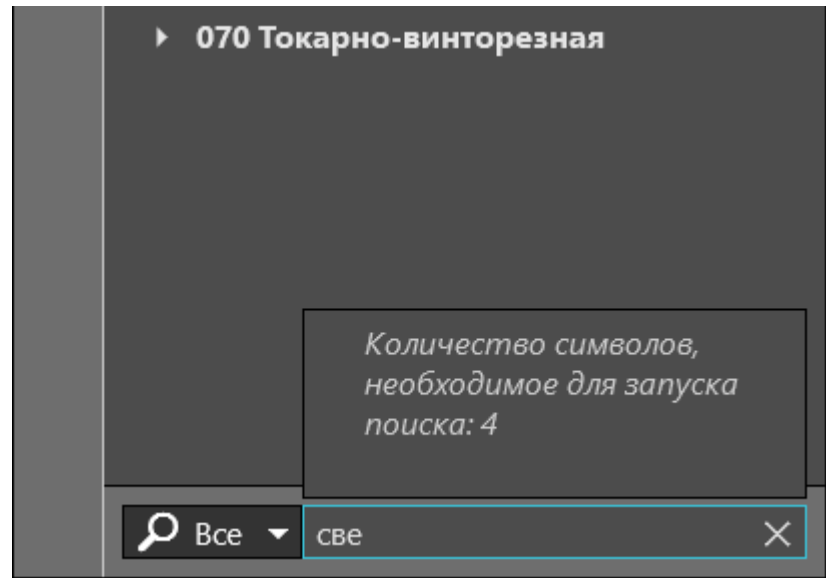 070 Токарно-винторезная
Количество символов,
необходимое для запуска
поиска: 4
Все све